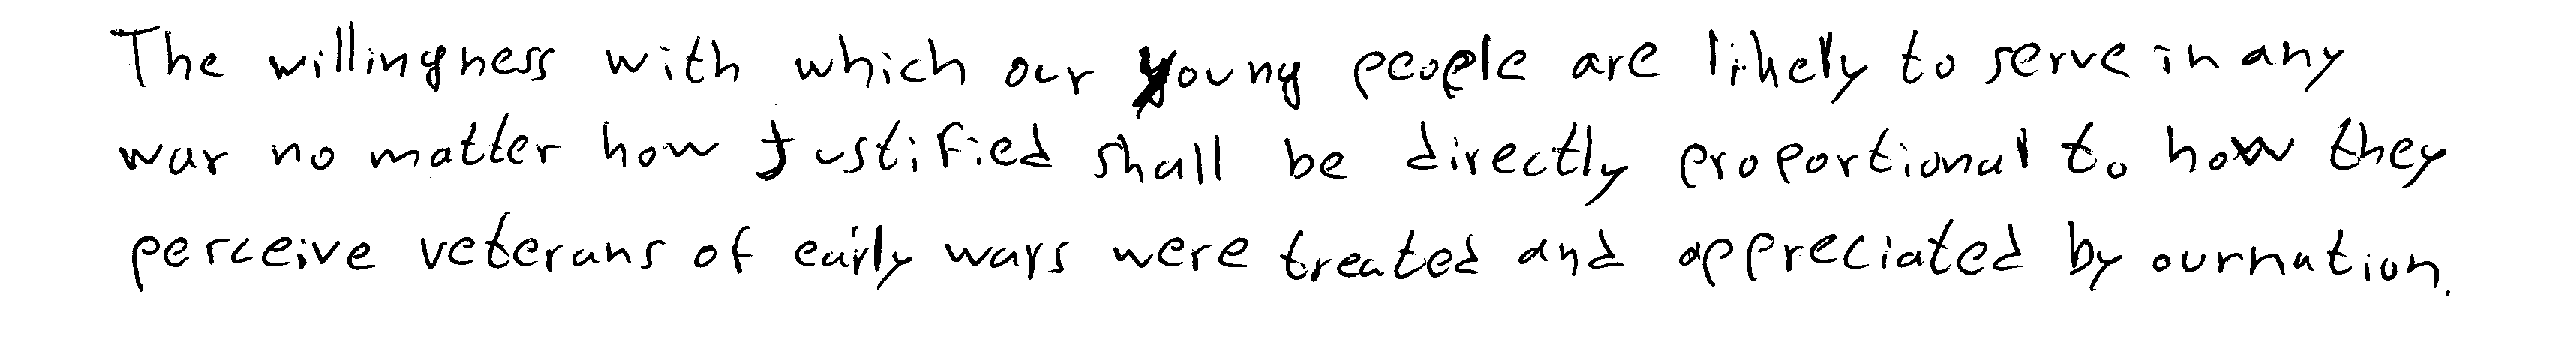 The willingness with which our young people are likely to serve in any
war no matter how justified shall be directly proportional to how they
perceive veterans of early wars were treated and appreciated by our nation.